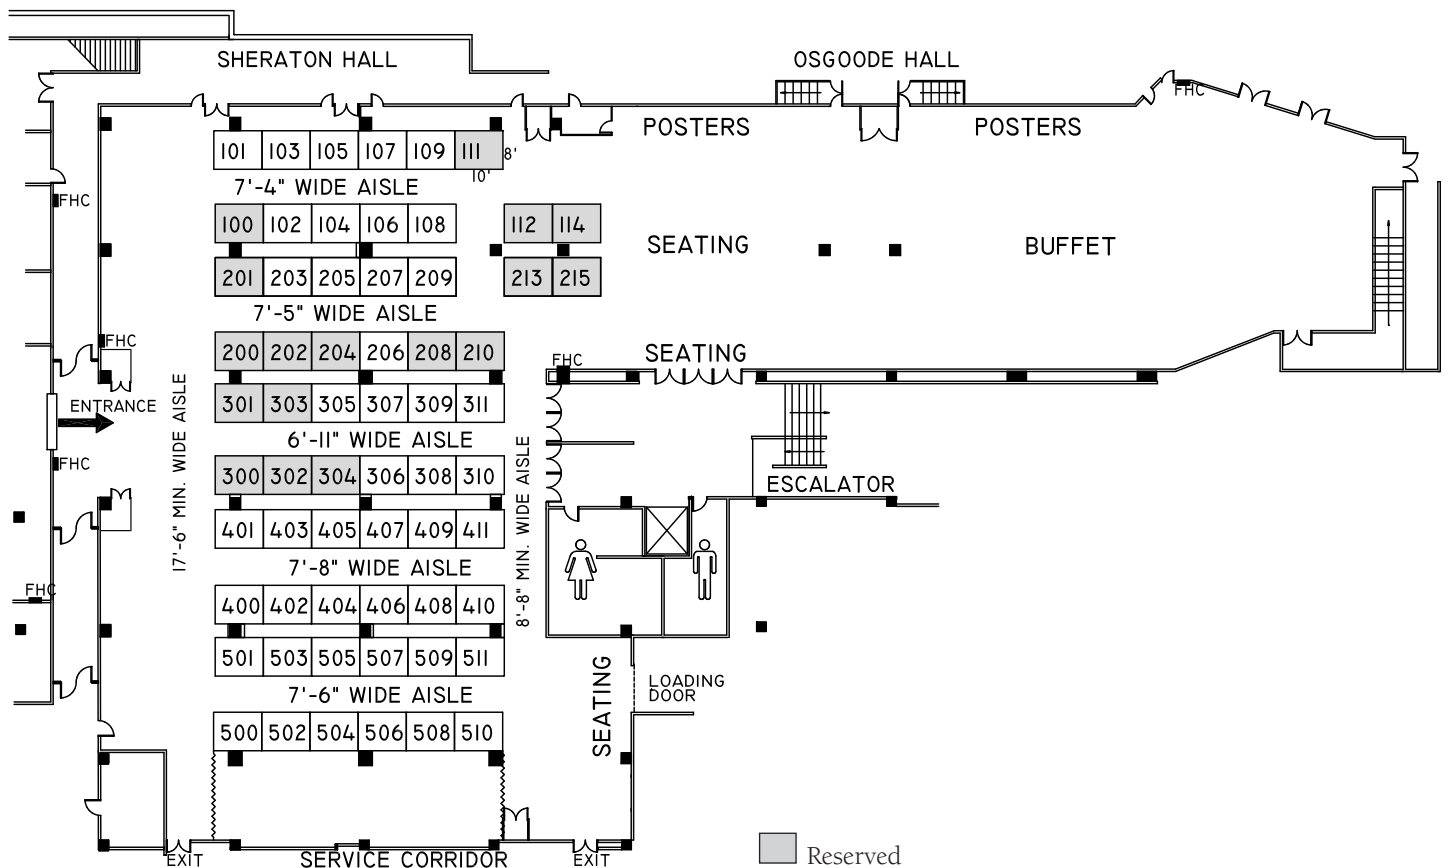 SHERATON HALL
OSGOODE HALL
FHC
POSTERS
POSTERS
101 103 105 107 109 111
8'
10'
7'-4" WIDE AISLE
FHC
100 102 104 106 108
112 114
SEATING
BUFFET
201 203 205 207 209
213 215
7'-5" WIDE AISLE
FHC
200 202 204 206 208 210
SEATING
FHC
301 303 305 307 309 311
ENTRANCE
17'-6" MIN. WIDE AISLE
6'-11" WIDE AISLE
8'-8" MIN. WIDE AISLE
FHC
300 302 304 306 308 310
ESCALATOR
401 403 405 407 409 411
7'-8" WIDE AISLE
FHC
400 402 404 406 408 410
501 503 505 507 509 511
7'-6" WIDE AISLE
SEATING
LOADING
DOOR
500 502 504 506 508 510
EXIT
SERVICE CORRIDOR
EXIT
Reserved